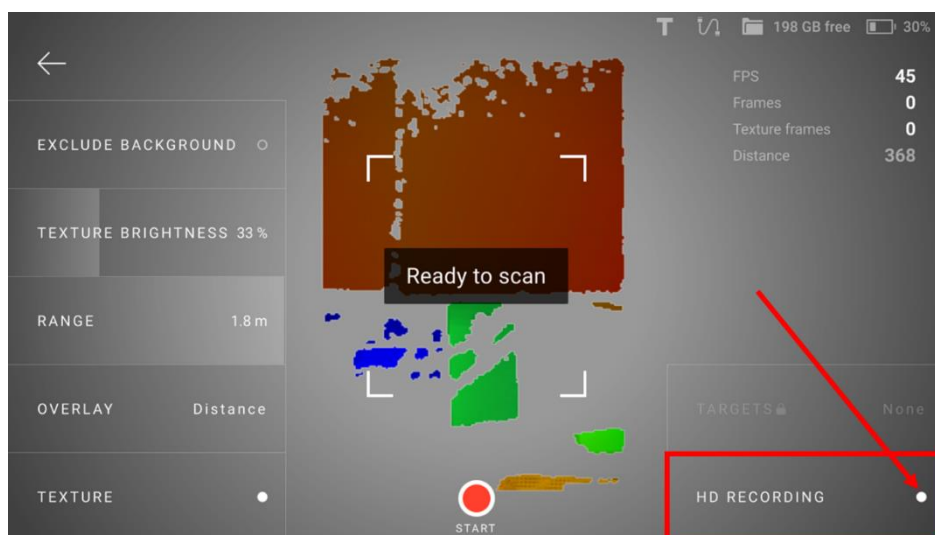 T 198 GB free 30%
FPS 45
Frames 0
Texture frames 0
Distance 368
EXCLUDE BACKGROUND
TEXTURE BRIGHTNESS 33 %
RANGE 1.8 m
OVERLAY Distance
TEXTURE
Ready to scan
START
TARGETS None
HD RECORDING